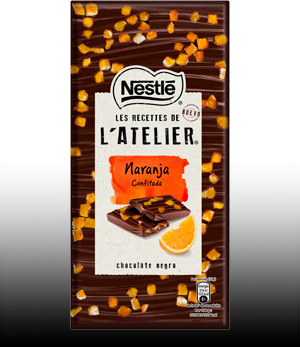 Nestlé
NUEVO
LES RECETTES DE
L'ATELIER®
Naranja
Confitada
chocolate negro